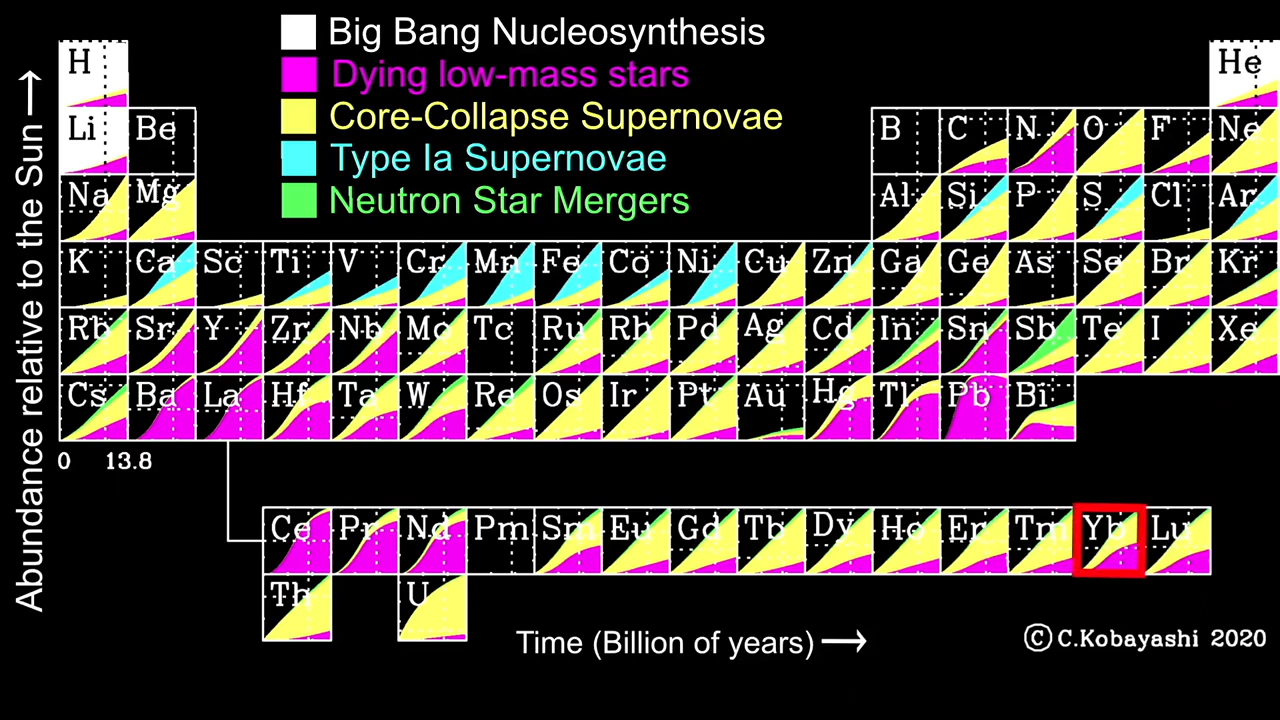 Big Bang Nucleosynthesis
Dying low-mass stars
Core-Collapse Supernovae
Type Ia Supernovae
Neutron Star Mergers
Abundance relative to the Sun
H He
Li Be B C N O F Ne
Na Mg Al Si P S Cl Ar
K Ca Sc Ti V Cr Mn Fe Co Ni Cu Zn Ga Ge As Se Br Kr
Rb Sr Y Zr Nb Mo Tc Ru Rh Pd Ag Cd In Sn Sb Te I Xe
Cs Ba La Hf Ta W Re Os Ir Pt Au Hg Tl Pb Bi
0 13.8
Ce Pr Nd Pm Sm Eu Gd Tb Dy Ho Er Tm Yb Lu
Th U
Time (Billion of years)
© C.Kobayashi 2020